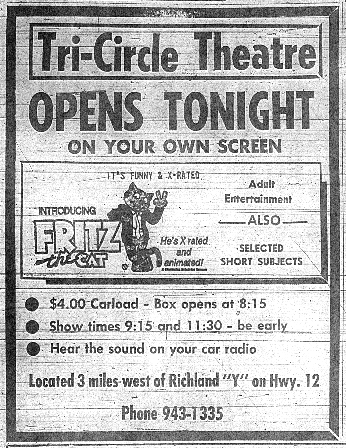 Tri-Circle Theatre
OPENS TONIGHT
ON YOUR OWN SCREEN
IT'S FUNNY & X-RATED
INTRODUCING
FRITZ
the CAT
He's X rated
and
animated!
Adult
Entertainment
ALSO
SELECTED
SHORT SUBJECTS
$4.00 Carload - Box opens at 8:15
Show times 9:15 and 11:30 - be early
Hear the sound on your car radio
Located 3 miles west of Richland "Y" on Hwy. 12
Phone 943-1335